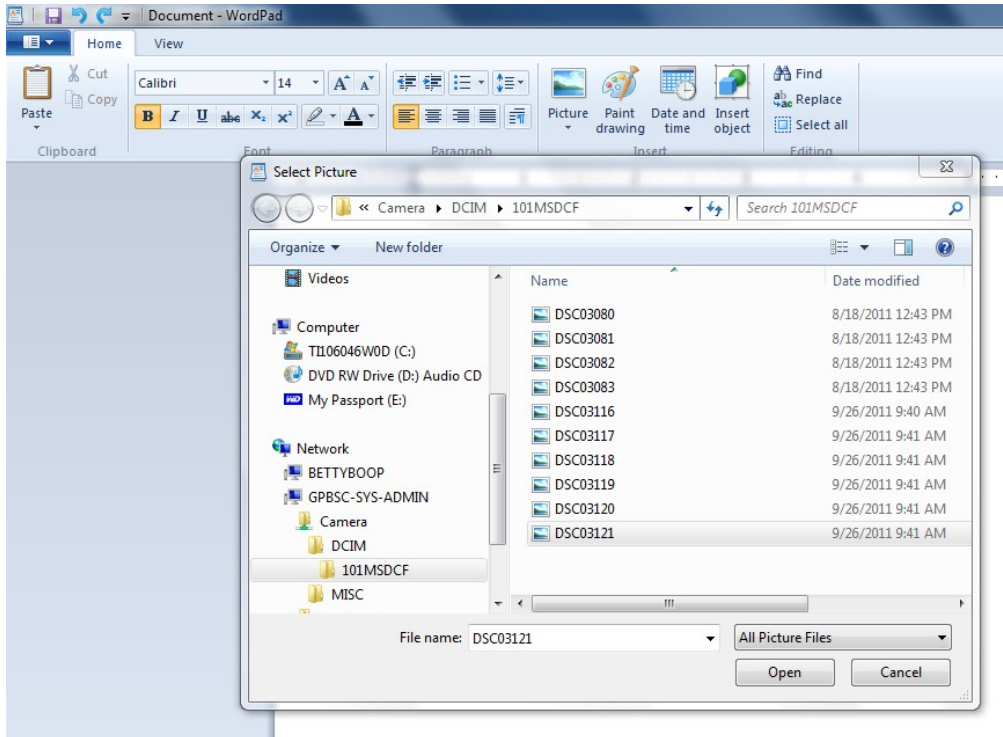 Document - WordPad
Home View
Cut
Copy
Paste
Calibri 14 A A
B I U abc X₂ x² A
Picture Paint drawing Date and time Insert object
Find
Replace
Select all
Clipboard Font Paragraph Insert Editing
Select Picture
« Camera DCIM 101MSDCF Search 101MSDCF
Organize New folder
Videos
Computer
TI106046W0D (C:)
DVD RW Drive (D:) Audio CD
My Passport (E:)
Network
BETTYBOOP
GPBSC-SYS-ADMIN
Camera
DCIM
101MSDCF
MISC
Name Date modified
DSC03080 8/18/2011 12:43 PM
DSC03081 8/18/2011 12:43 PM
DSC03082 8/18/2011 12:43 PM
DSC03083 8/18/2011 12:43 PM
DSC03116 9/26/2011 9:40 AM
DSC03117 9/26/2011 9:41 AM
DSC03118 9/26/2011 9:41 AM
DSC03119 9/26/2011 9:41 AM
DSC03120 9/26/2011 9:41 AM
DSC03121 9/26/2011 9:41 AM
File name: DSC03121 All Picture Files
Open Cancel